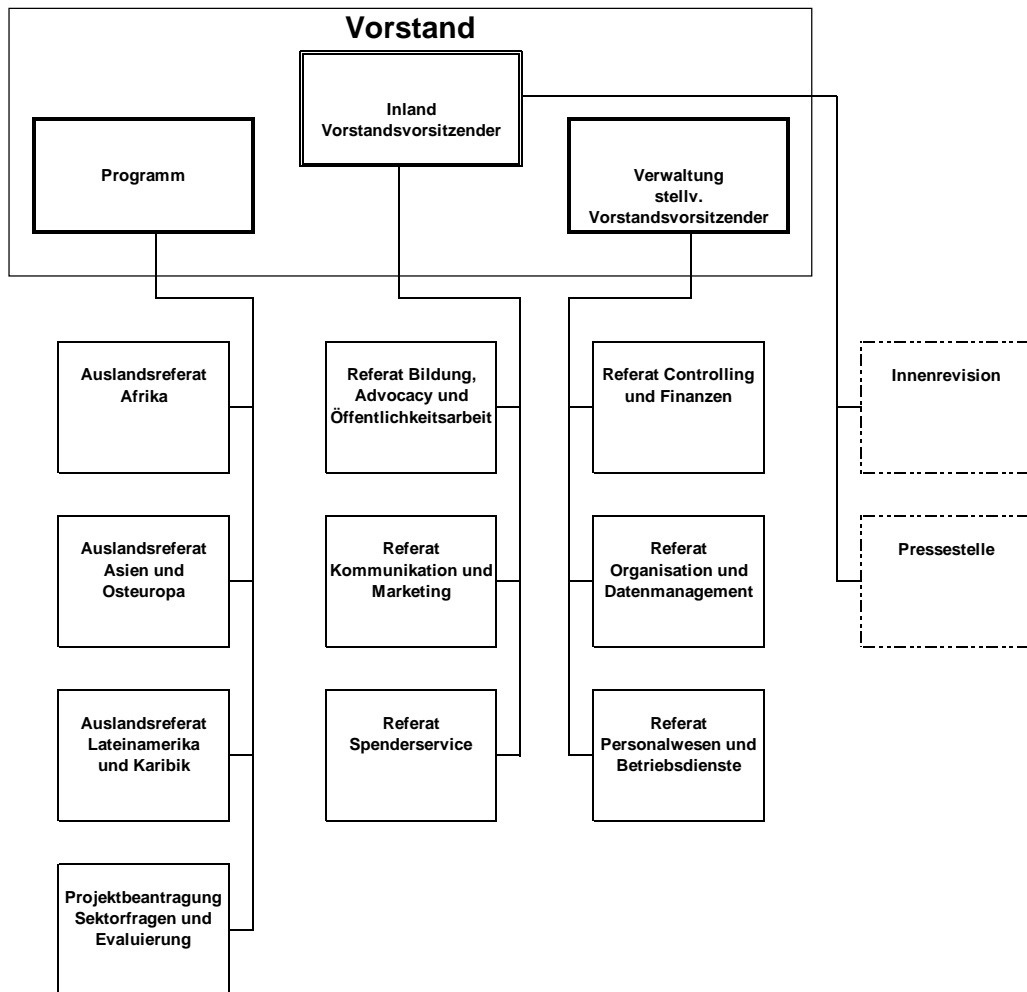 Vorstand
Inland
Vorstandsvorsitzender
Programm
Verwaltung
stellv.
Vorstandsvorsitzender
Auslandsreferat
Afrika
Referat Bildung,
Advocacy und
Öffentlichkeitsarbeit
Referat Controlling
und Finanzen
Innenrevision
Auslandsreferat
Asien und
Osteuropa
Referat
Kommunikation und
Marketing
Referat
Organisation und
Datenmanagement
Pressestelle
Auslandsreferat
Lateinamerika
und Karibik
Referat
Spenderservice
Referat
Personalwesen und
Betriebsdienste
Projektbeantragung
Sektorfragen und
Evaluierung